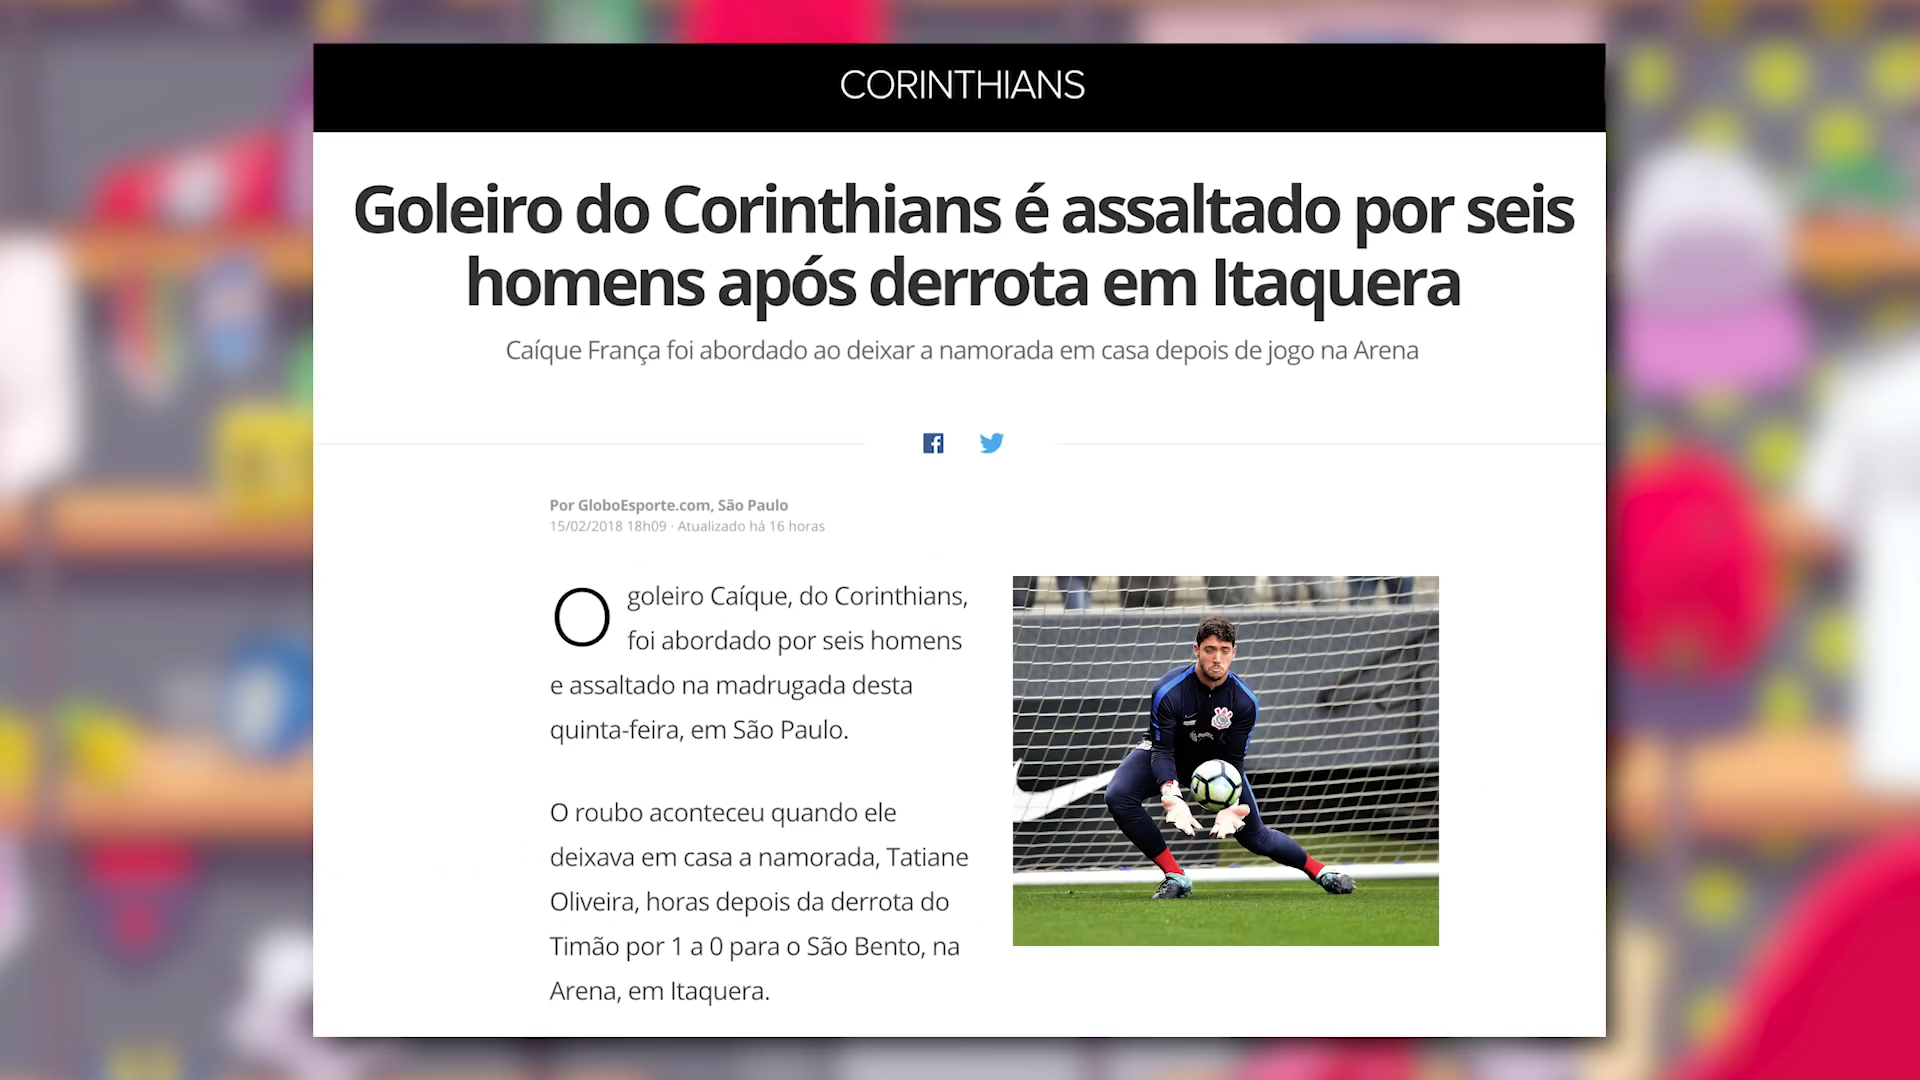 CORINTHIANS
Goleiro do Corinthians é assaltado por seis
homens após derrota em Itaquera
Caíque França foi abordado ao deixar a namorada em casa depois de jogo na Arena
Por GloboEsporte.com, São Paulo
15/02/2018 18h09 · Atualizado há 16 horas
O goleiro Caíque, do Corinthians,
foi abordado por seis homens
e assaltado na madrugada desta
quinta-feira, em São Paulo.
O roubo aconteceu quando ele
deixava em casa a namorada, Tatiane
Oliveira, horas depois da derrota do
Timão por 1 a 0 para o São Bento, na
Arena, em Itaquera.